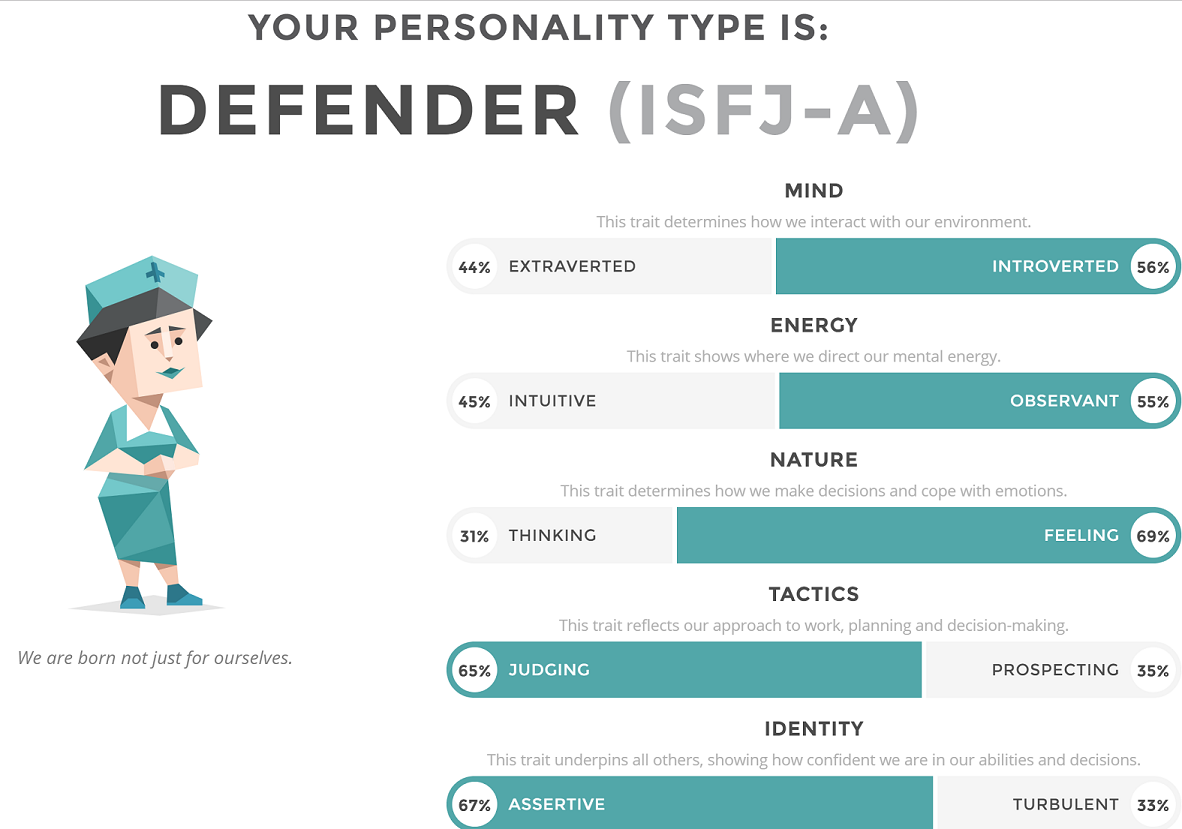 YOUR PERSONALITY TYPE IS:
DEFENDER (ISFJ-A)
MIND
This trait determines how we interact with our environment.
44% EXTRAVERTED INTROVERTED 56%
ENERGY
This trait shows where we direct our mental energy.
45% INTUITIVE OBSERVANT 55%
NATURE
This trait determines how we make decisions and cope with emotions.
31% THINKING FEELING 69%
TACTICS
This trait reflects our approach to work, planning and decision-making.
65% JUDGING PROSPECTING 35%
IDENTITY
This trait underpins all others, showing how confident we are in our abilities and decisions.
67% ASSERTIVE TURBULENT 33%
We are born not just for ourselves.